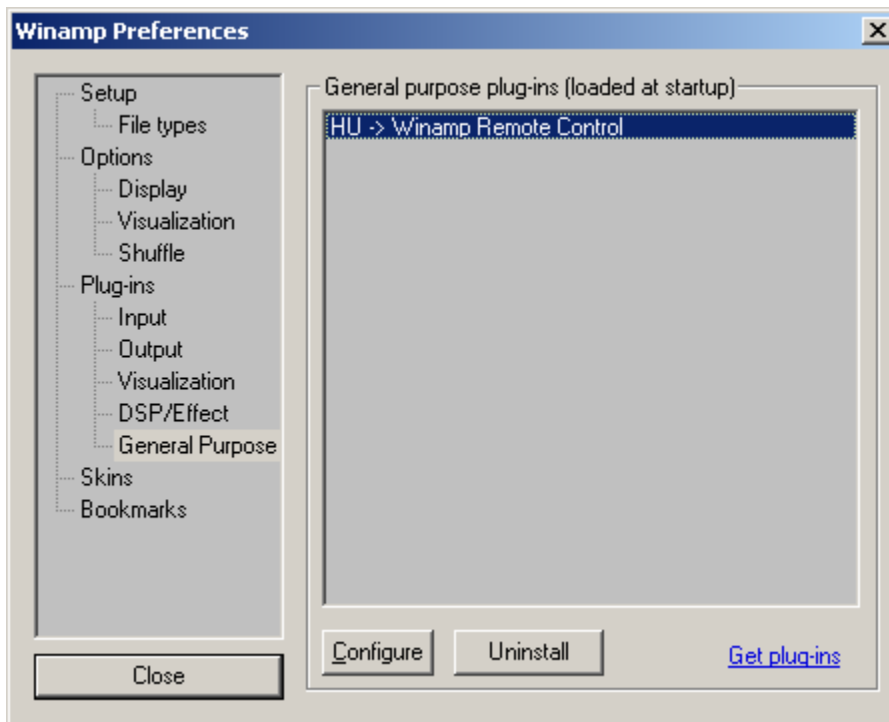 Winamp Preferences
Setup
File types
Options
Display
Visualization
Shuffle
Plug-ins
Input
Output
Visualization
DSP/Effect
General Purpose
Skins
Bookmarks
Close
General purpose plug-ins (loaded at startup)
HU -> Winamp Remote Control
Configure
Uninstall
Get plug-ins